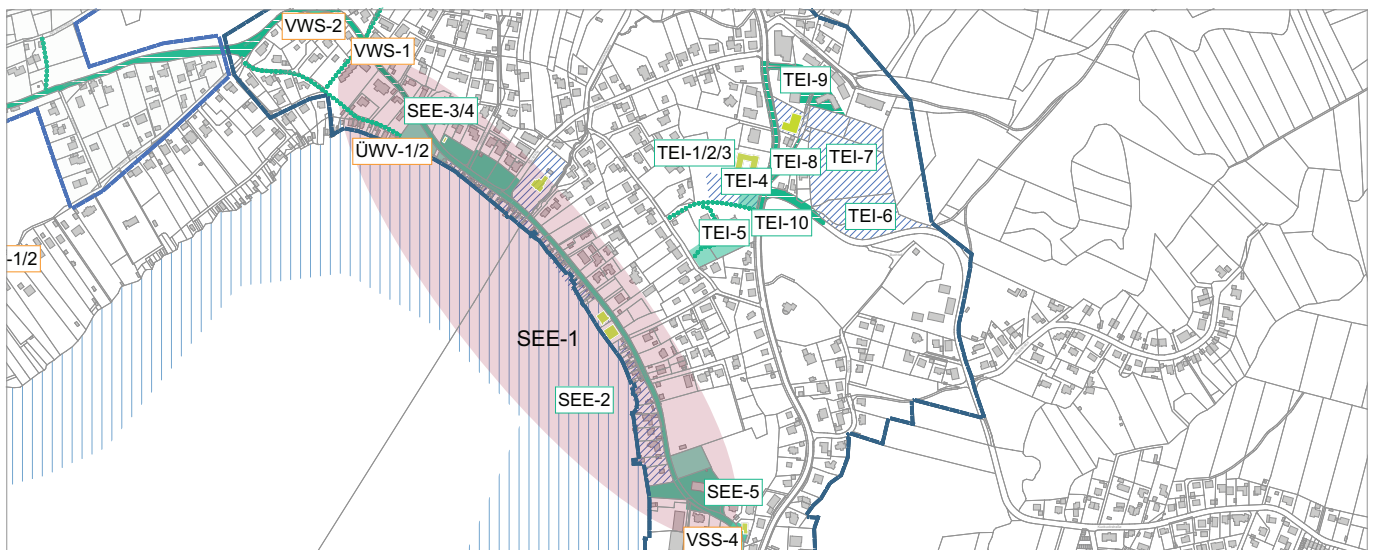 VWS-2
VWS-1
SEE-3/4
ÜWV-1/2
TEI-9
TEI-1/2/3
TEI-8
TEI-7
TEI-4
TEI-6
TEI-10
TEI-5
-1/2
SEE-1
SEE-2
SEE-5
VSS-4